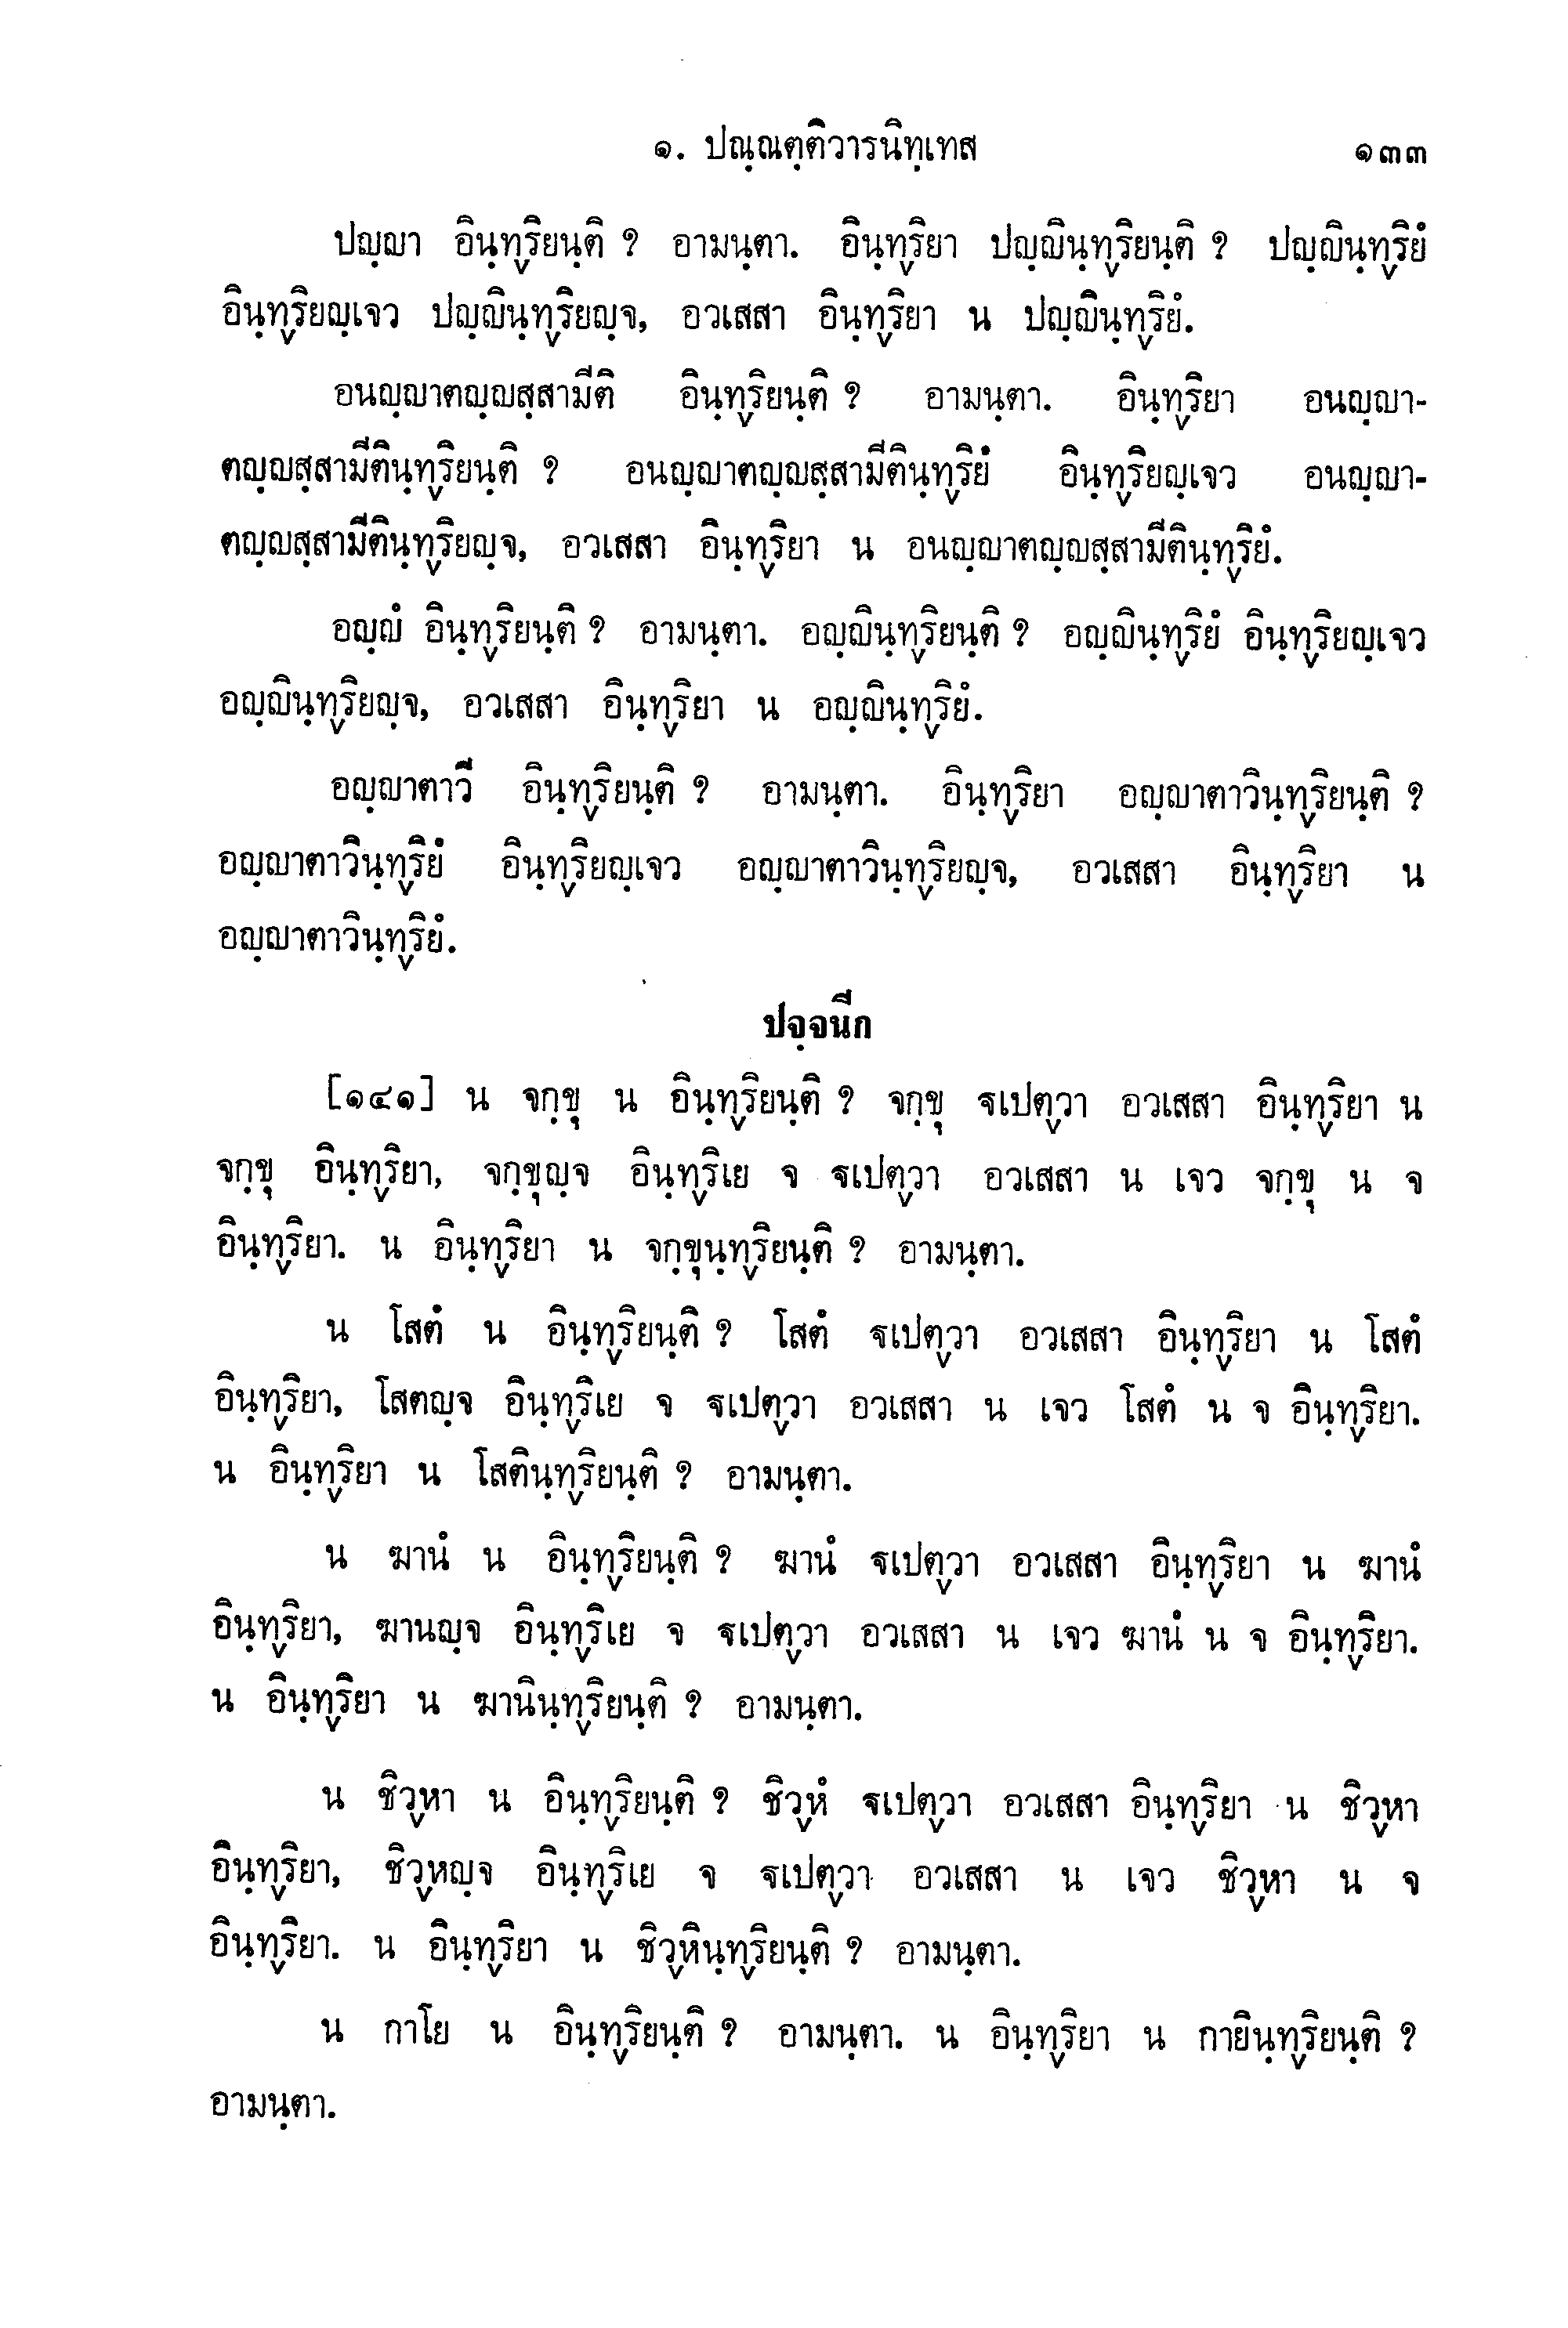 ๑. ปณฺณตฺติวารนิทฺเทส ๑๓๓
ปญฺญา อินฺทฺริยนฺติ ? อามนฺตา. อินฺทฺริยา ปญฺญินฺทฺริยนฺติ ? ปญฺญินฺทฺริยํ
อินฺทฺริยญฺเจว ปญฺญินฺทฺริยญฺจ, อวเสสา อินฺทฺริยา น ปญฺญินฺทฺริยํ.
อนญฺญาตญฺญสฺสามีติ อินฺทฺริยนฺติ ? อามนฺตา. อินฺทฺริยา อนญฺญา-
ตญฺญสฺสามีตินฺทฺริยนฺติ ? อนญฺญาตญฺญสฺสามีตินฺทฺริยํ อินฺทฺริยญฺเจว อนญฺญา-
ตญฺญสฺสามีตินฺทฺริยญฺจ, อวเสสา อินฺทฺริยา น อนญฺญาตญฺญสฺสามีตินฺทฺริยํ.
อญฺญํ อินฺทฺริยนฺติ ? อามนฺตา. อญฺญินฺทฺริยนฺติ ? อญฺญินฺทฺริยํ อินฺทฺริยญฺเจว
อญฺญินฺทฺริยญฺจ, อวเสสา อินฺทฺริยา น อญฺญินฺทฺริยํ.
อญฺญาตาวี อินฺทฺริยนฺติ ? อามนฺตา. อินฺทฺริยา อญฺญาตาวินฺทฺริยนฺติ ?
อญฺญาตาวินฺทฺริยํ อินฺทฺริยญฺเจว อญฺญาตาวินฺทฺริยญฺจ, อวเสสา อินฺทฺริยา น
อญฺญาตาวินฺทฺริยํ.
ปจฺจนีก
[๑๔๑] น จกฺขุ น อินฺทฺริยนฺติ ? จกฺขุ ฐเปตฺวา อวเสสา อินฺทฺริยา น
จกฺขุ อินฺทฺริยา, จกฺขุญฺจ อินฺทฺริเย จ ฐเปตฺวา อวเสสา น เจว จกฺขุ น จ
อินฺทฺริยา. น อินฺทฺริยา น จกฺขุนฺทฺริยนฺติ ? อามนฺตา.
น โสตํ น อินฺทฺริยนฺติ ? โสตํ ฐเปตฺวา อวเสสา อินฺทฺริยา น โสตํ
อินฺทฺริยา, โสตญฺจ อินฺทฺริเย จ ฐเปตฺวา อวเสสา น เจว โสตํ น จ อินฺทฺริยา.
น อินฺทฺริยา น โสตินฺทฺริยนฺติ ? อามนฺตา.
น ฆานํ น อินฺทฺริยนฺติ ? ฆานํ ฐเปตฺวา อวเสสา อินฺทฺริยา น ฆานํ
อินฺทฺริยา, ฆานญฺจ อินฺทฺริเย จ ฐเปตฺวา อวเสสา น เจว ฆานํ น จ อินฺทฺริยา.
น อินฺทฺริยา น ฆานินฺทฺริยนฺติ ? อามนฺตา.
น ชิวฺหา น อินฺทฺริยนฺติ ? ชิวฺหํ ฐเปตฺวา อวเสสา อินฺทฺริยา น ชิวฺหา
อินฺทฺริยา, ชิวฺหญฺจ อินฺทฺริเย จ ฐเปตฺวา อวเสสา น เจว ชิวฺหา น จ
อินฺทฺริยา. น อินฺทฺริยา น ชิวฺหินฺทฺริยนฺติ ? อามนฺตา.
น กาโย น อินฺทฺริยนฺติ ? อามนฺตา. น อินฺทฺริยา น กายินฺทฺริยนฺติ ?
อามนฺตา.